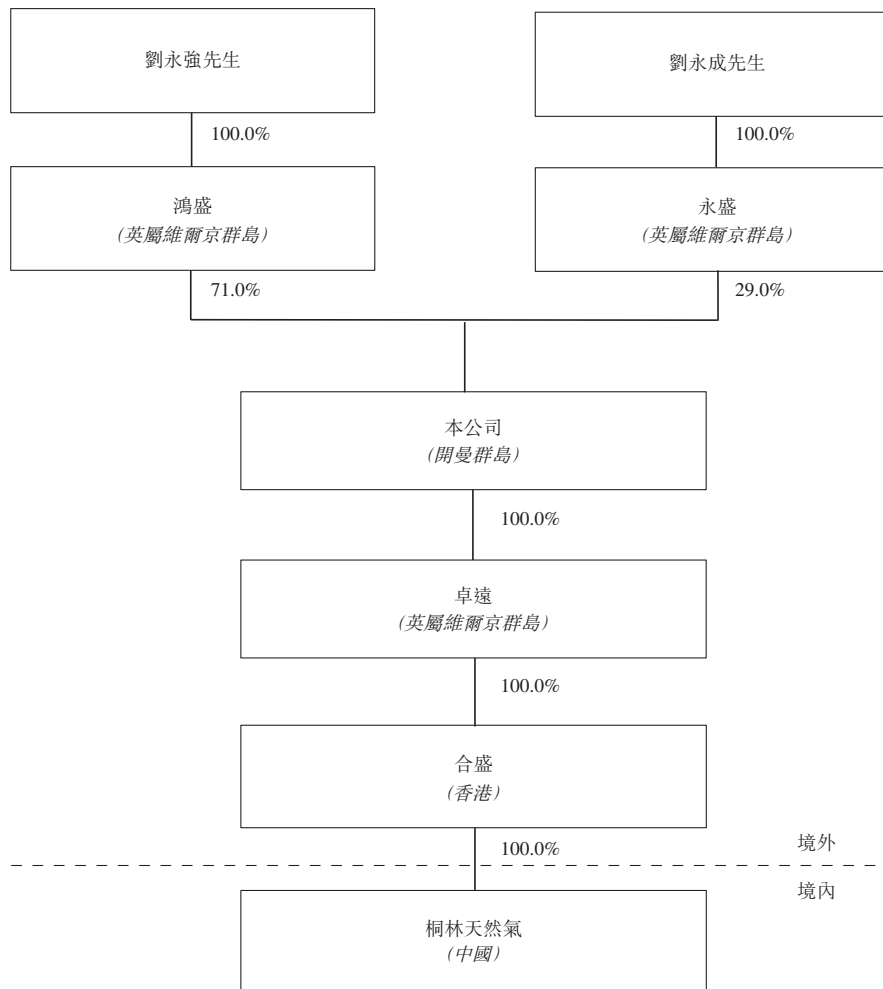 劉永強先生
劉永成先生
100.0%
100.0%
鴻盛
(英屬維爾京群島)
永盛
(英屬維爾京群島)
71.0%
29.0%
本公司
(開曼群島)
100.0%
卓遠
(英屬維爾京群島)
100.0%
合盛
(香港)
100.0%
境外
境內
桐林天然氣
(中國)